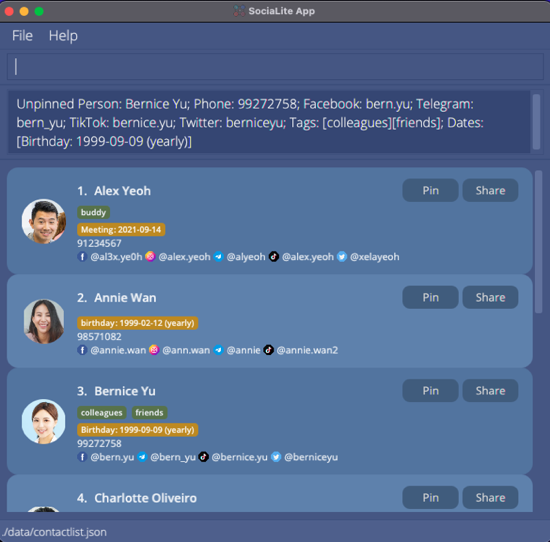 SociaLite App
File Help
Unpinned Person: Bernice Yu; Phone: 99272758; Facebook: bern.yu; Telegram:
bern_yu; TikTok: bernice.yu; Twitter: berniceyu; Tags: [colleagues][friends]; Dates:
[Birthday: 1999-09-09 (yearly)]
1. Alex Yeoh Pin Share
buddy
Meeting: 2021-09-14
91234567
@al3x.ye0h @alex.yeoh @alyeoh @alex.yeoh @xelayeoh
2. Annie Wan Pin Share
birthday: 1999-02-12 (yearly)
98571082
@annie.wan @ann.wan @annie @annie.wan2
3. Bernice Yu Pin Share
colleagues friends
Birthday: 1999-09-09 (yearly)
99272758
@bern.yu @bern_yu @bernice.yu @berniceyu
4. Charlotte Oliveiro Pin Share
./data/contactlist.json